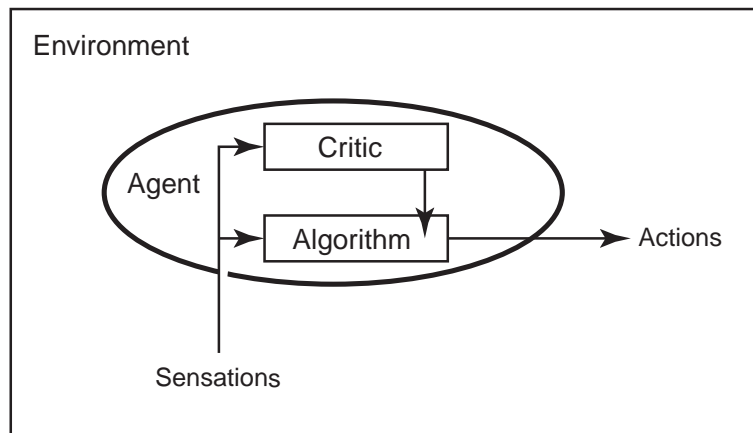 Environment
Critic
Agent
Algorithm
Actions
Sensations